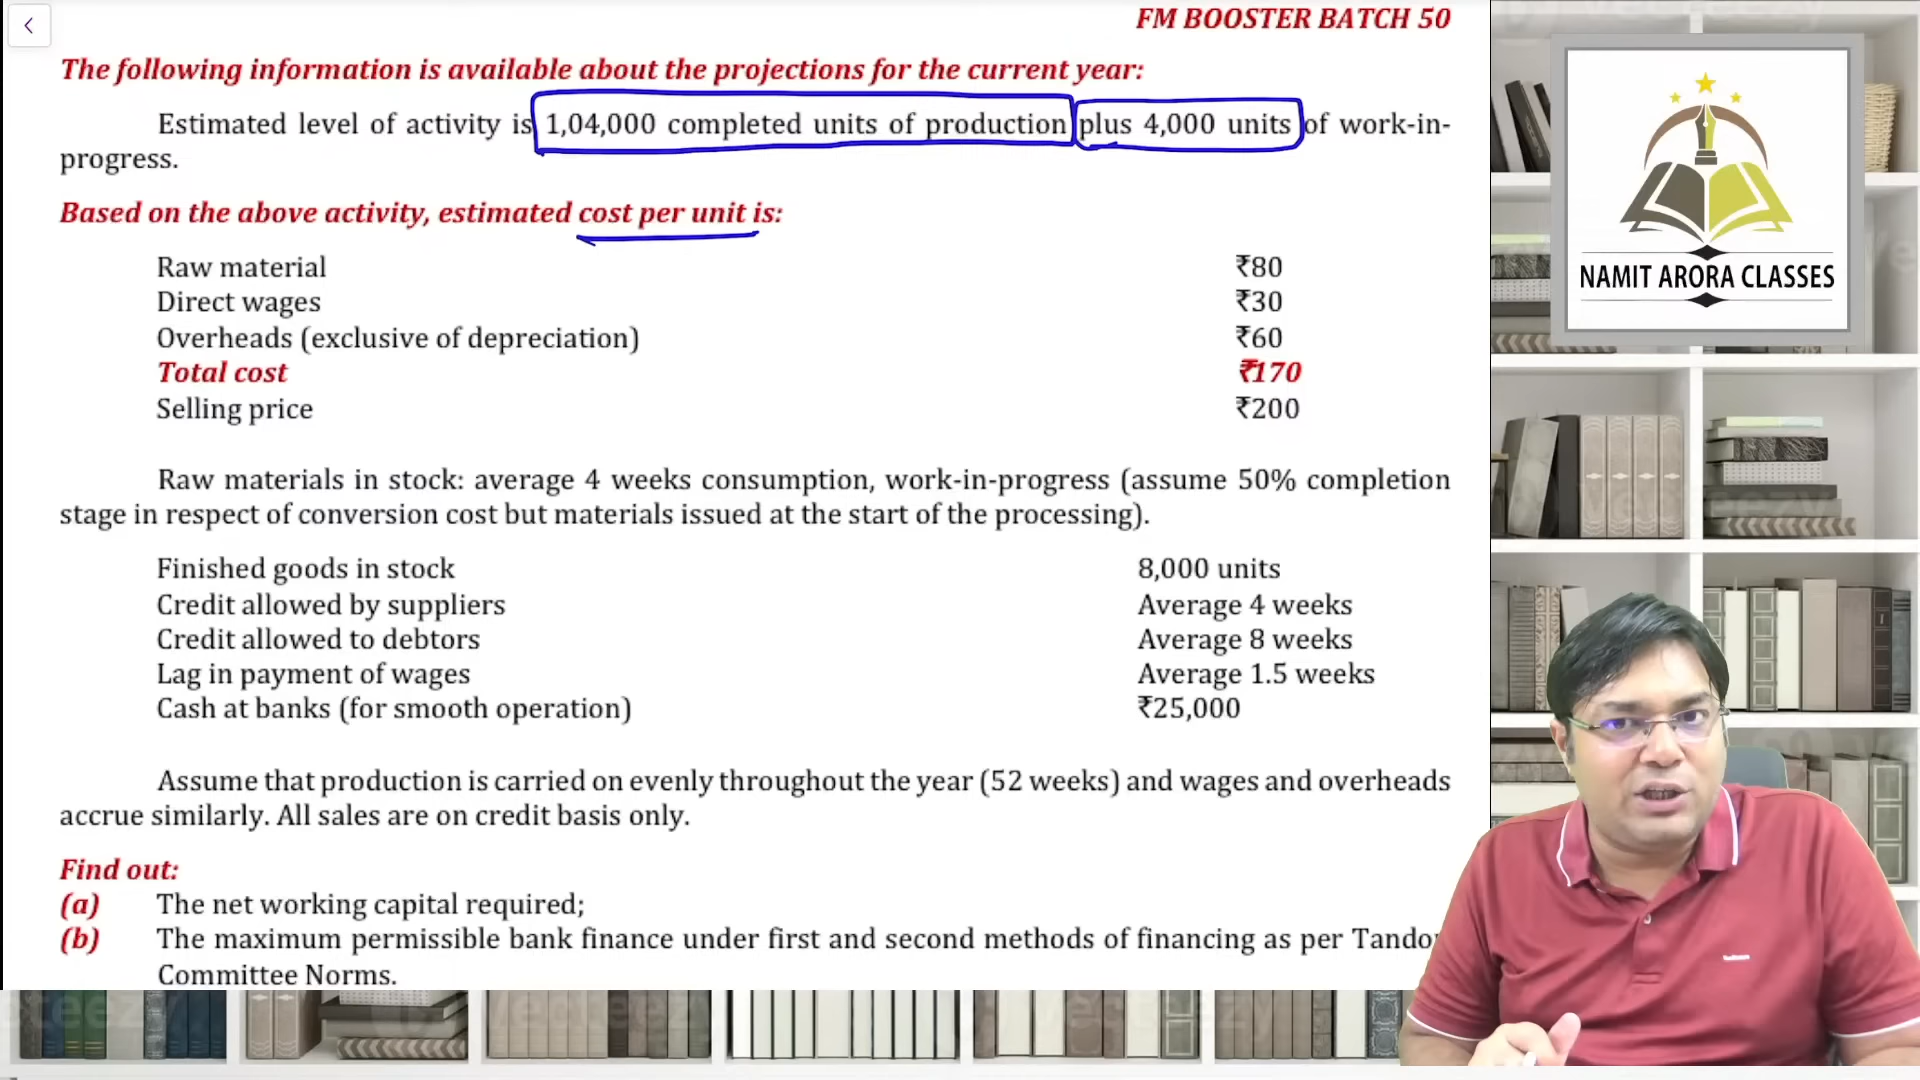 FM BOOSTER BATCH 50
The following information is available about the projections for the current year:
Estimated level of activity is 1,04,000 completed units of production plus 4,000 units of work-in-
progress.
Based on the above activity, estimated cost per unit is:
Raw material ₹80
Direct wages ₹30
Overheads (exclusive of depreciation) ₹60
Total cost ₹170
Selling price ₹200
Raw materials in stock: average 4 weeks consumption, work-in-progress (assume 50% completion
stage in respect of conversion cost but materials issued at the start of the processing).
Finished goods in stock 8,000 units
Credit allowed by suppliers Average 4 weeks
Credit allowed to debtors Average 8 weeks
Lag in payment of wages Average 1.5 weeks
Cash at banks (for smooth operation) ₹25,000
Assume that production is carried on evenly throughout the year (52 weeks) and wages and overheads
accrue similarly. All sales are on credit basis only.
Find out:
(a) The net working capital required;
(b) The maximum permissible bank finance under first and second methods of financing as per Tandon
Committee Norms.
NAMIT ARORA CLASSES